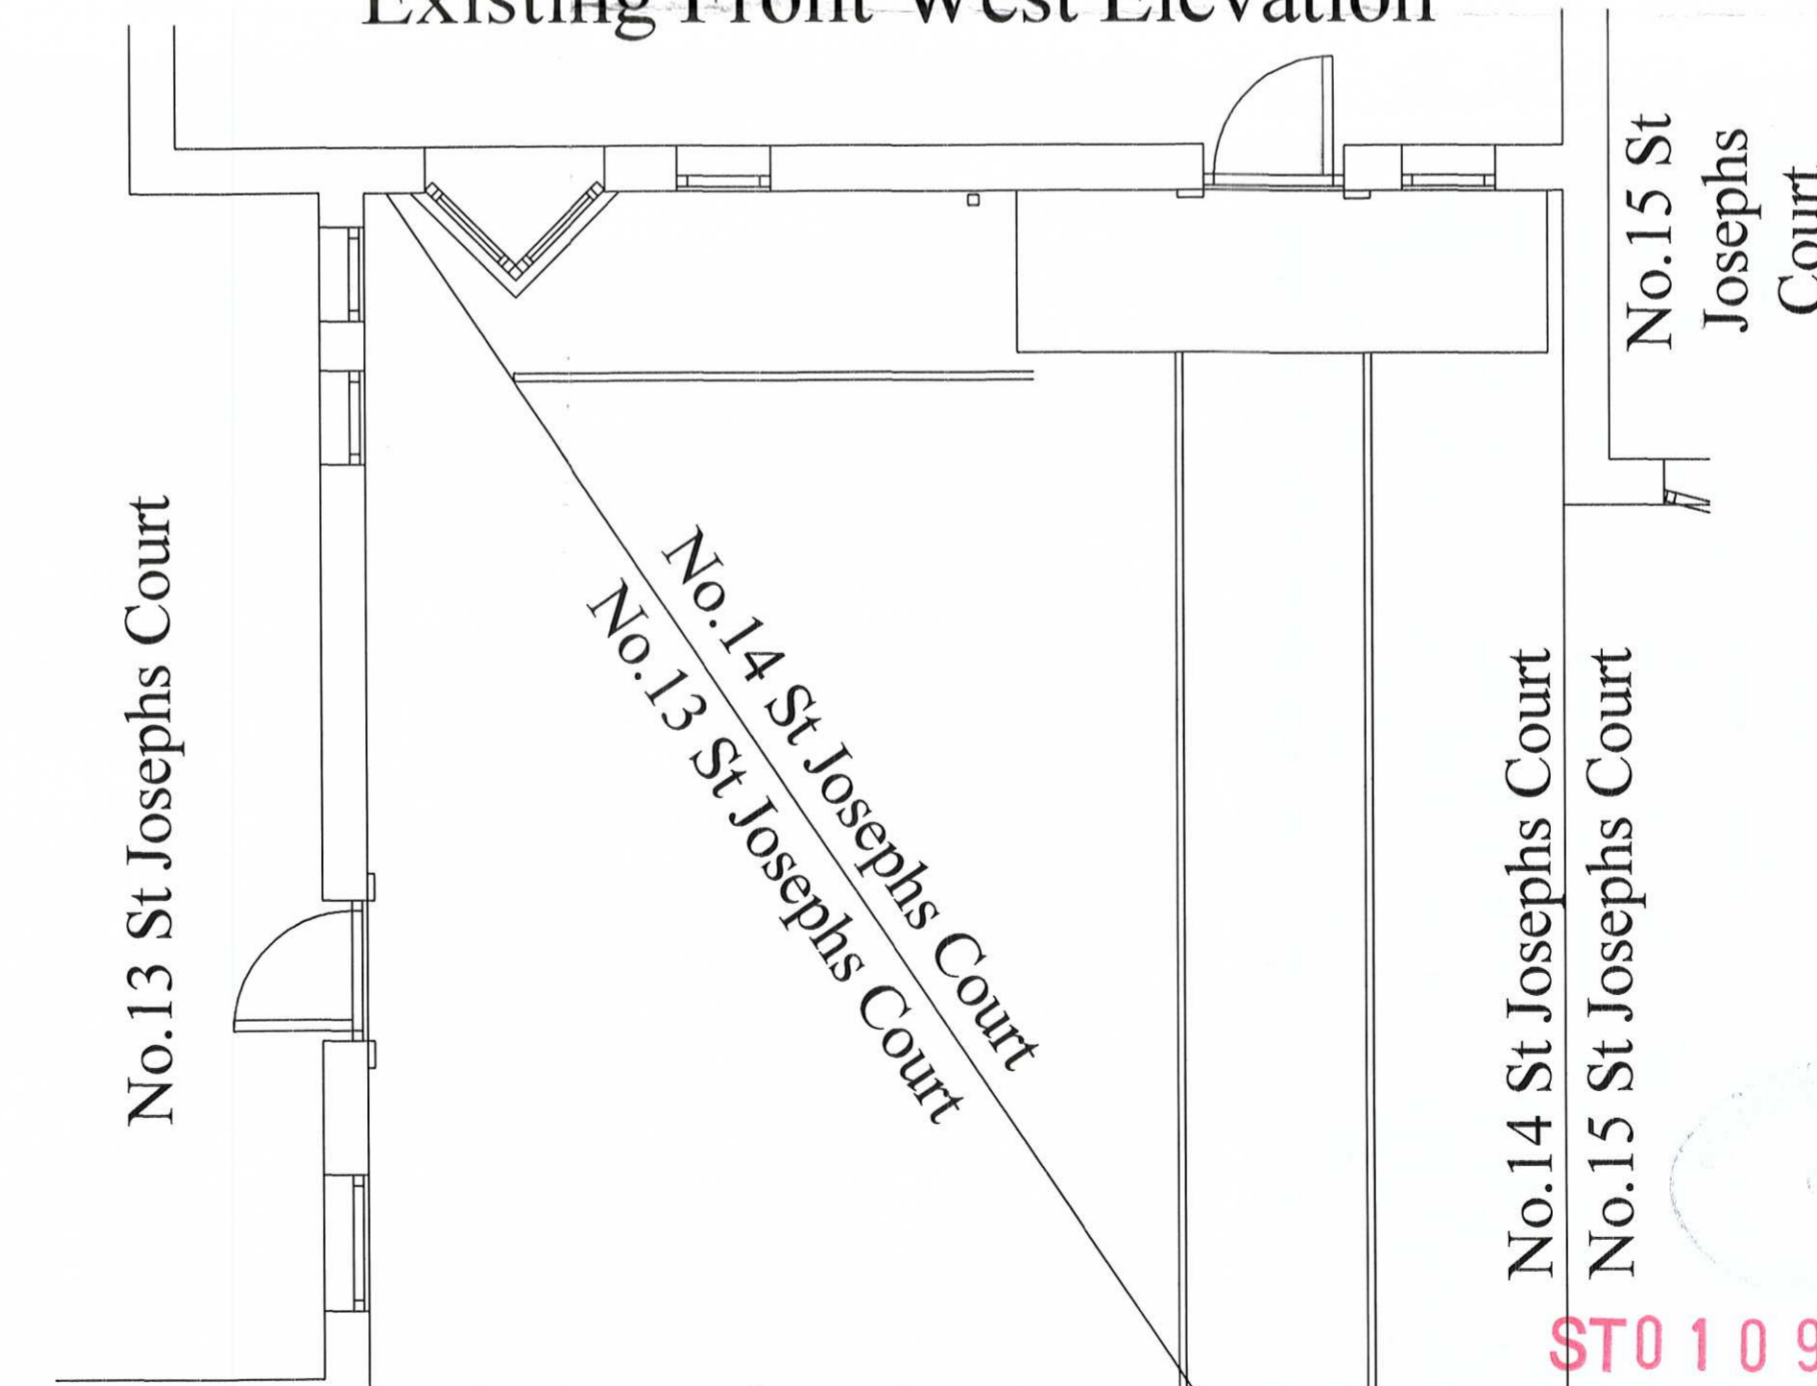 Existing Front West Elevation
No.15 St
Josephs
Court
No.13 St Josephs Court
No.14 St Josephs Court
No.13 St Josephs Court
No.14 St Josephs Court
No.15 St Josephs Court
ST0109